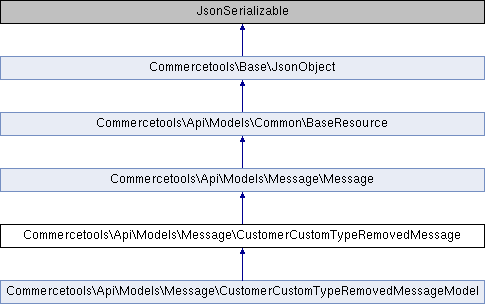 JsonSerializable
Commercetools\Base\JsonObject
Commercetools\Api\Models\Common\BaseResource
Commercetools\Api\Models\Message\Message
Commercetools\Api\Models\Message\CustomerCustomTypeRemovedMessage
Commercetools\Api\Models\Message\CustomerCustomTypeRemovedMessageModel